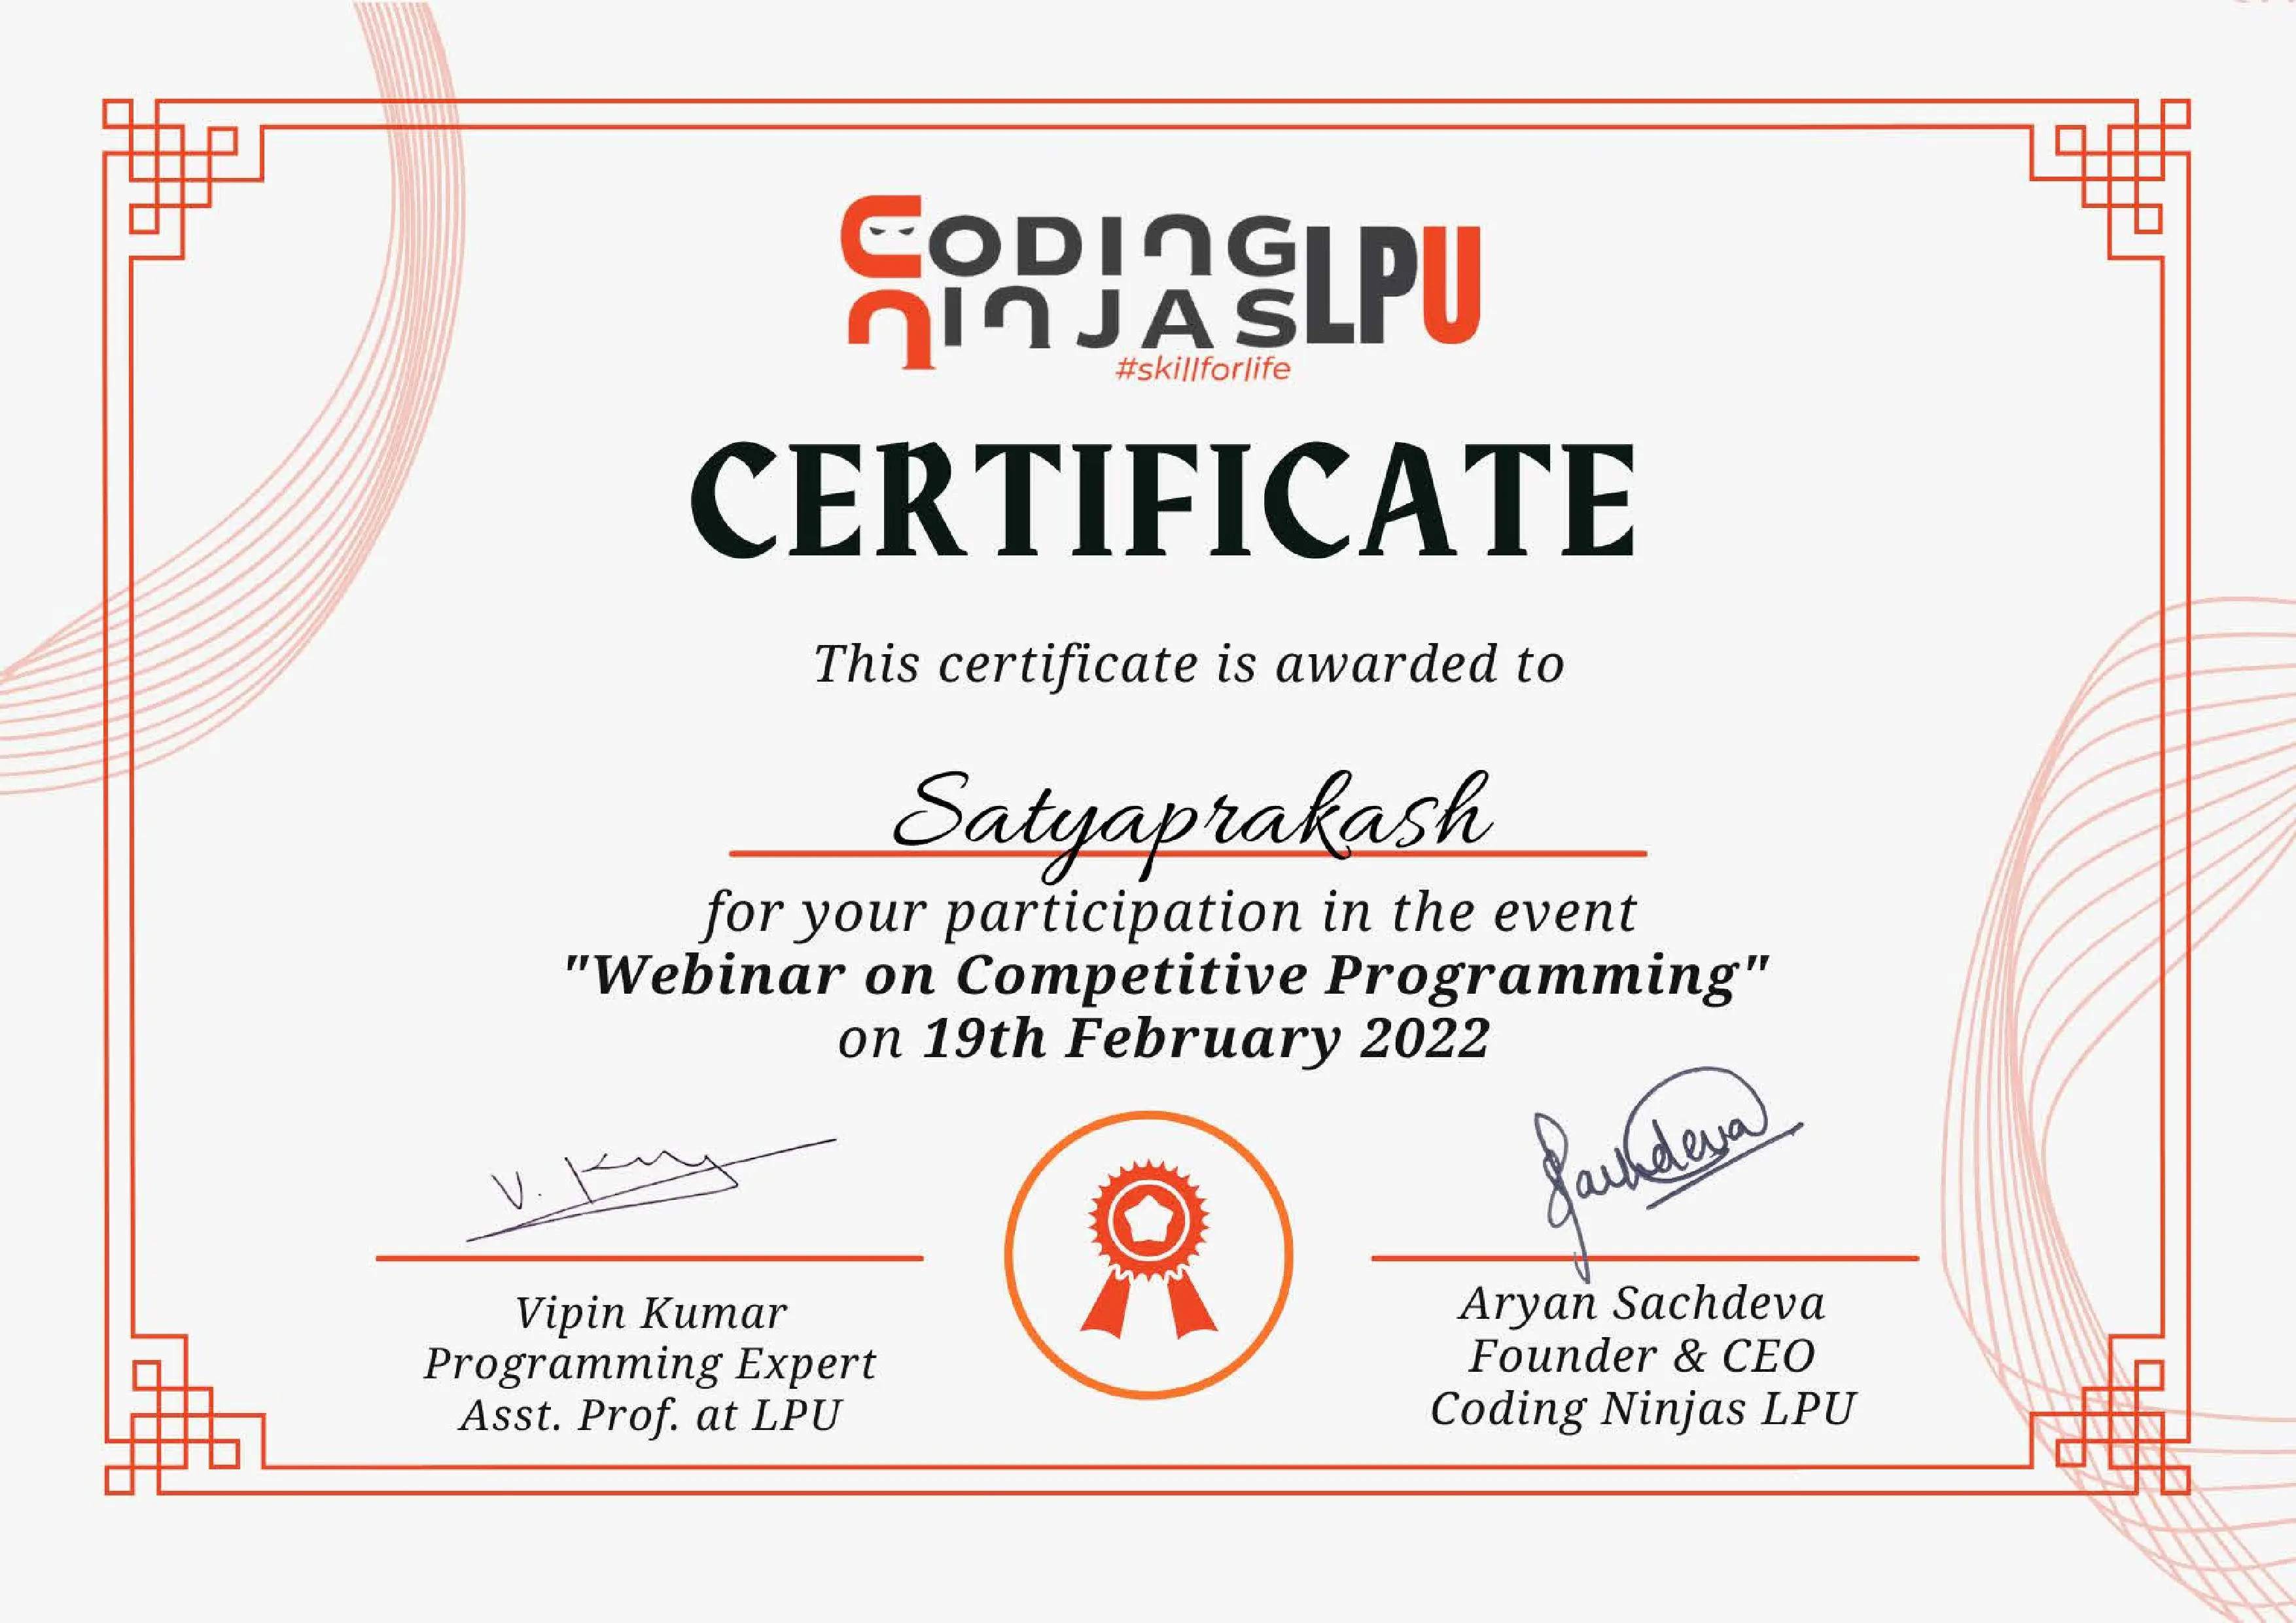 CODING
NINJAS LPU
#skillforlife
CERTIFICATE
This certificate is awarded to
Satyaprakash
for your participation in the event
"Webinar on Competitive Programming"
on 19th February 2022
V. Kumar
Sachdeva
Vipin Kumar
Programming Expert
Asst. Prof. at LPU
Aryan Sachdeva
Founder & CEO
Coding Ninjas LPU